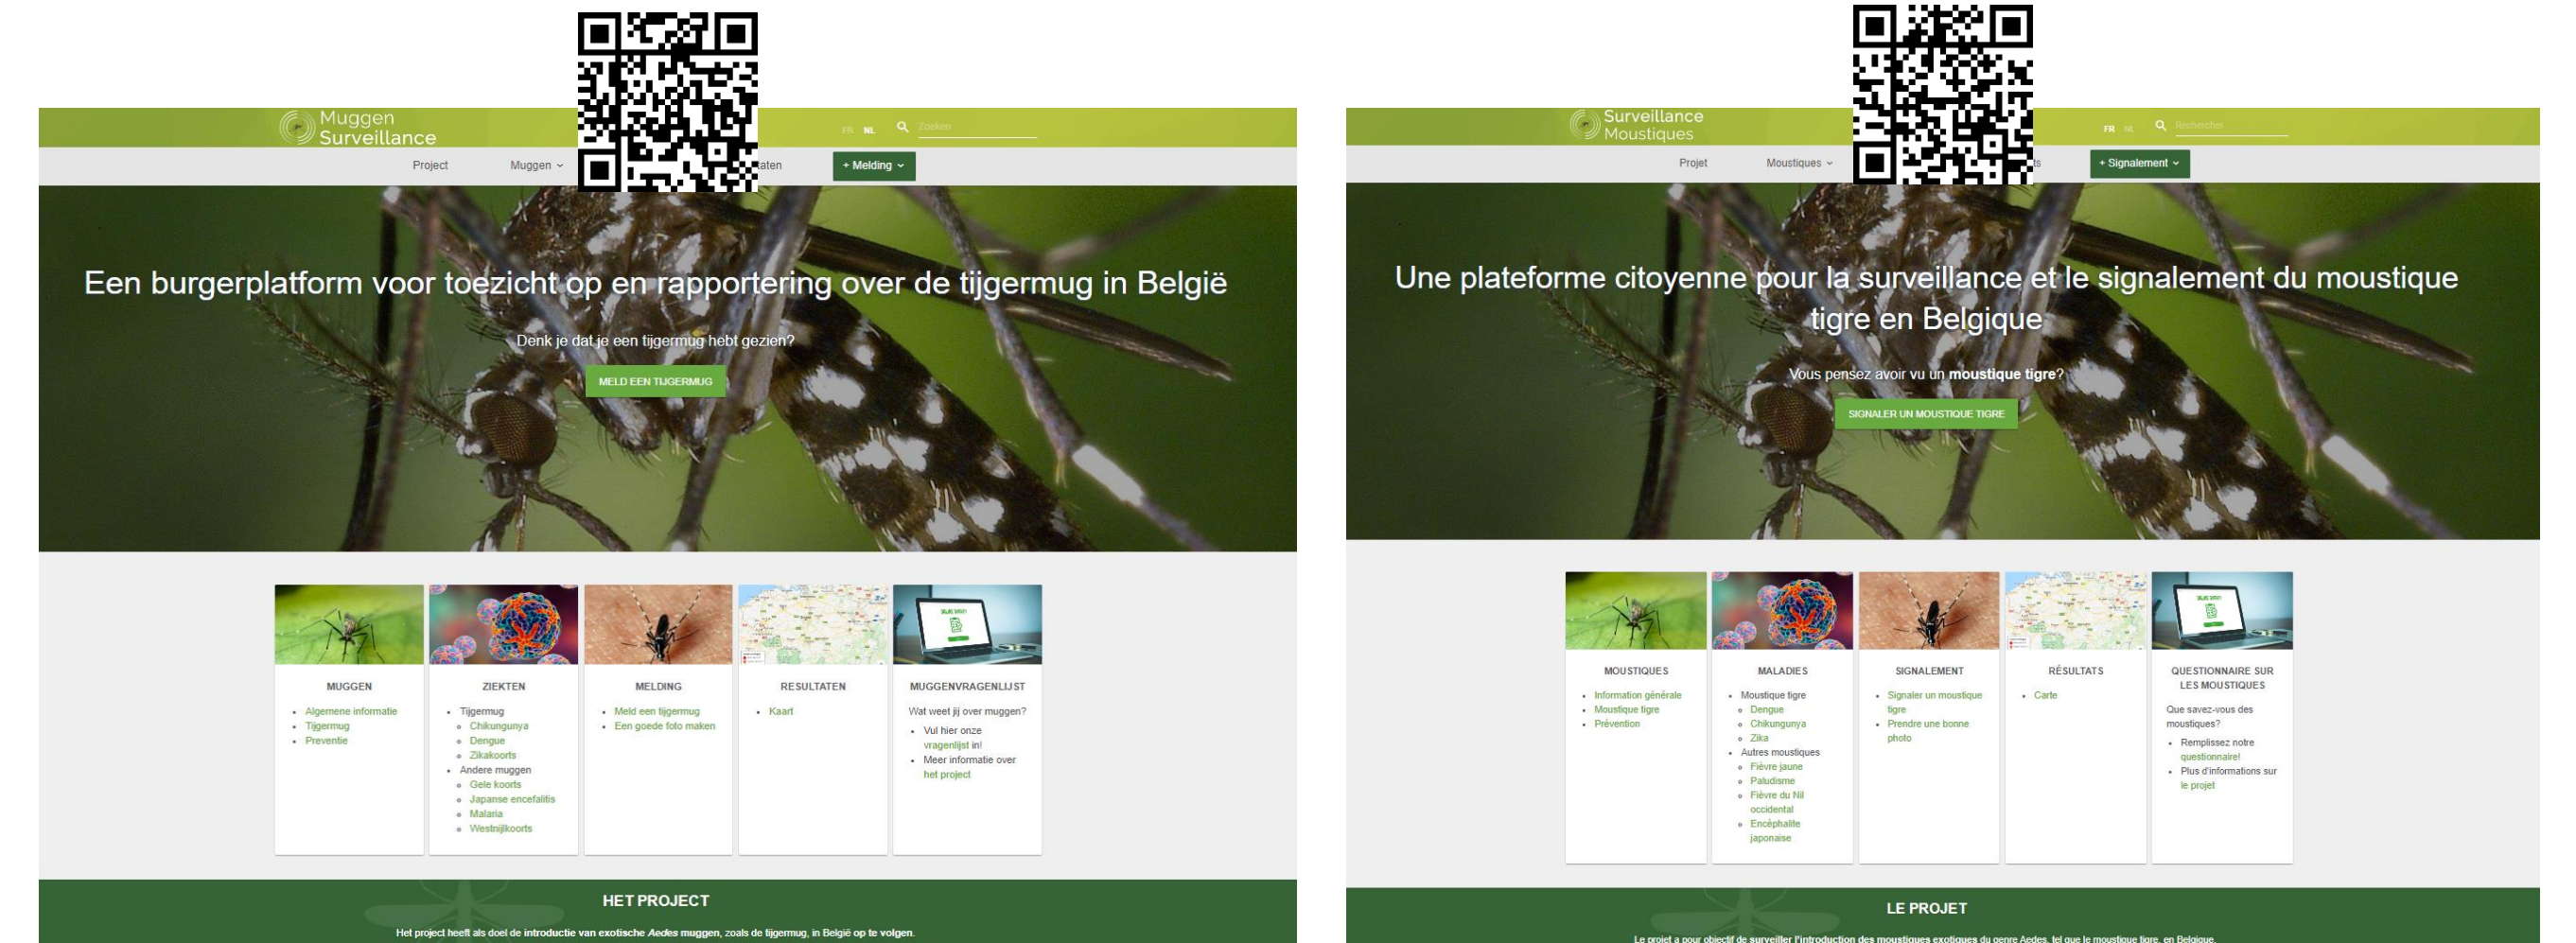 Muggen
Surveillance
FR NL Zoeken
Project Muggen taten + Melding
Een burgerplatform voor toezicht op en rapportering over de tijgermug in België
Denk je dat je een tijgermug hebt gezien?
MELD EEN TIJGERMUG
MUGGEN
• Algemene informatie
• Tijgermug
• Preventie
ZIEKTEN
• Tijgermug
Chikungunya
Dengue
Zikakoorts
• Andere muggen
Gele koorts
Japanse encefalitis
Malaria
Westnijlkoorts
MELDING
• Meld een tijgermug
• Een goede foto maken
RESULTATEN
• Kaart
MUGGENVRAGENLIJST
Wat weet jij over muggen?
• Vul hier onze
vragenlijst in!
• Meer informatie over
het project
HET PROJECT
Het project heeft als doel de introductie van exotische Aedes muggen, zoals de tijgermug, in België op te volgen.
Surveillance
Moustiques
FR NL Rechercher
Projet Moustiques ts + Signalement
Une plateforme citoyenne pour la surveillance et le signalement du moustique
tigre en Belgique
Vous pensez avoir vu un moustique tigre?
SIGNALER UN MOUSTIQUE TIGRE
MOUSTIQUES
• Information générale
• Moustique tigre
• Prévention
MALADIES
• Moustique tigre
Dengue
Chikungunya
Zika
• Autres moustiques
Fièvre jaune
Paludisme
Fièvre du Nil
occidental
Encéphalite
japonaise
SIGNALEMENT
• Signaler un moustique
tigre
• Prendre une bonne
photo
RÉSULTATS
• Carte
QUESTIONNAIRE SUR
LES MOUSTIQUES
Que savez-vous des
moustiques?
• Remplissez notre
questionnaire!
• Plus d'informations sur
le projet
LE PROJET
Le projet a pour objectif de surveiller l'introduction des moustiques exotiques du genre Aedes, tel que le moustique tigre, en Belgique.